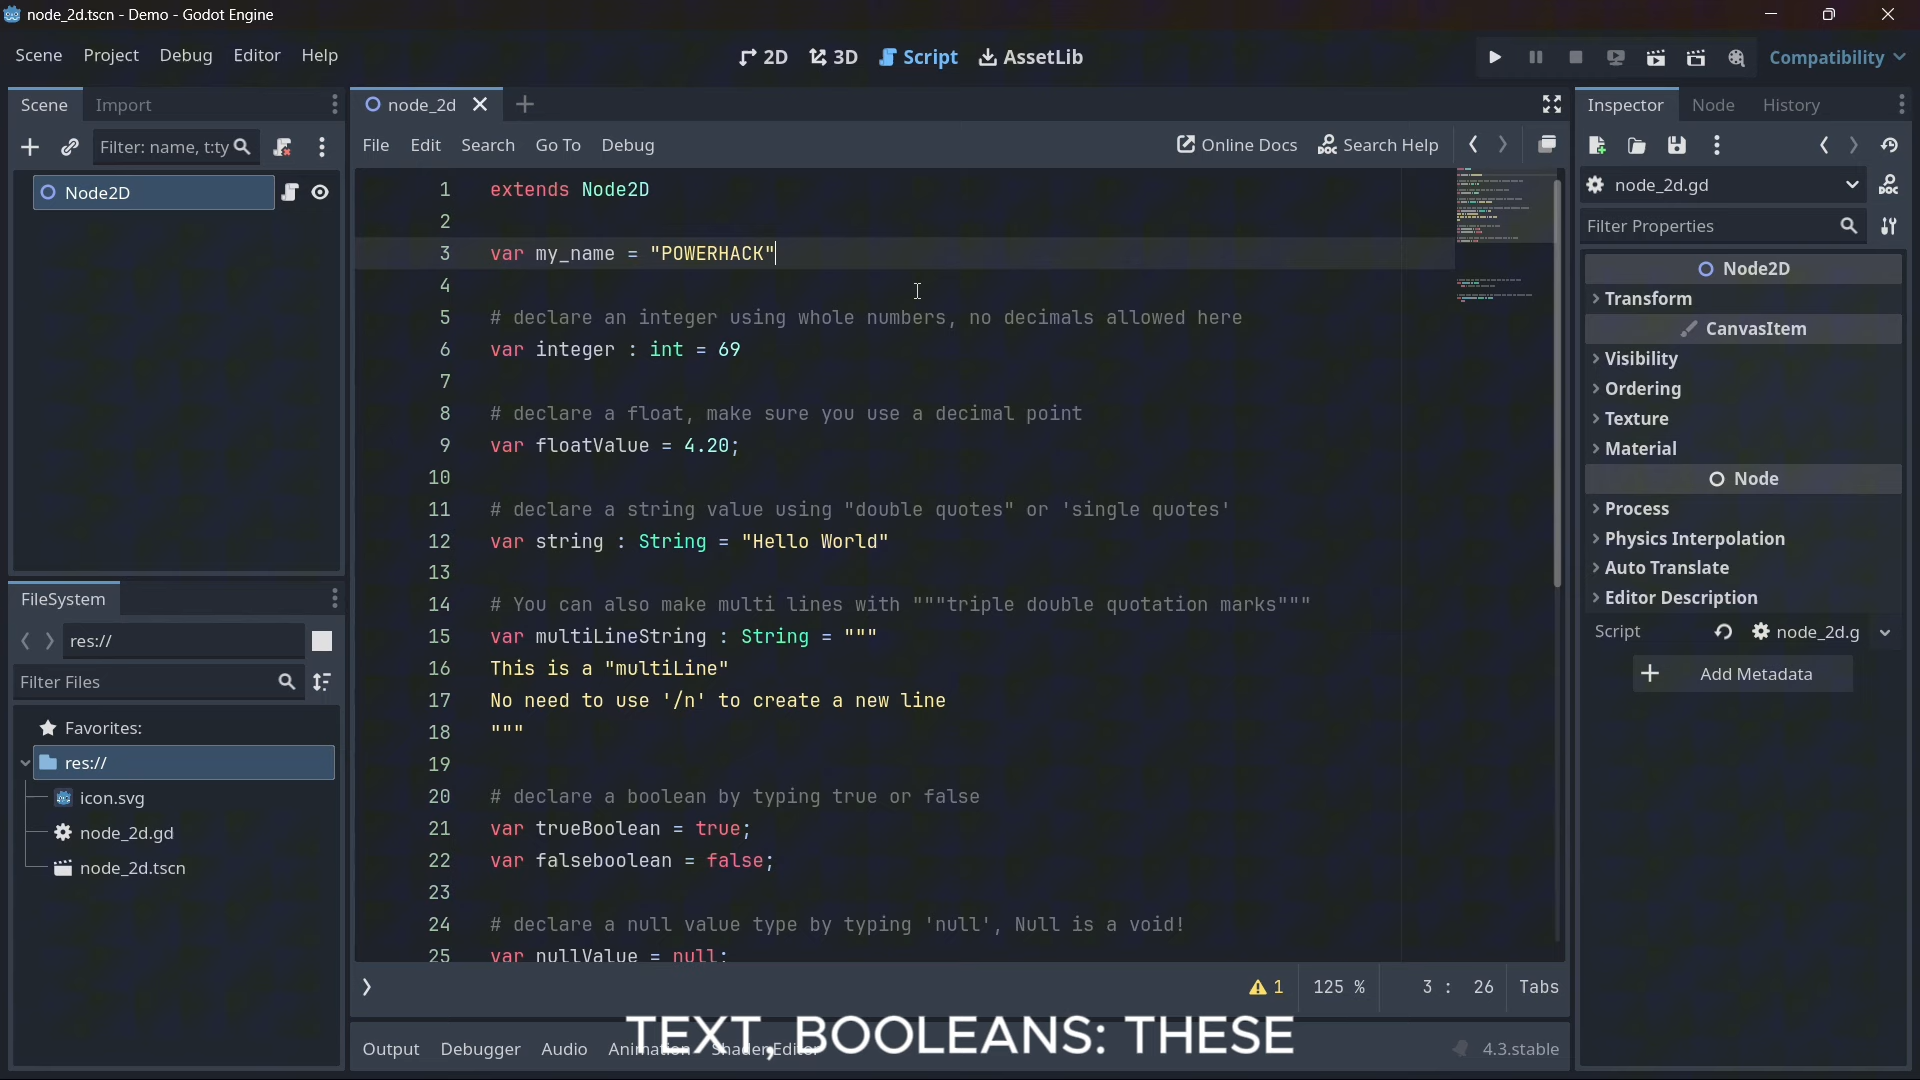 node_2d.tscn - Demo - Godot Engine
Scene Project Debug Editor Help
2D 3D Script AssetLib
Compatibility
Scene Import
node_2d
Inspector Node History
Filter: name, t:ty
File Edit Search Go To Debug
Online Docs Search Help
Node2D
node_2d.gd
Filter Properties
Node2D
Transform
CanvasItem
Visibility
Ordering
Texture
Material
Node
Process
Physics Interpolation
Auto Translate
Editor Description
Script node_2d.g
Add Metadata
1 extends Node2D
2
3 var my_name = "POWERHACK"
4
5 # declare an integer using whole numbers, no decimals allowed here
6 var integer : int = 69
7
8 # declare a float, make sure you use a decimal point
9 var floatValue = 4.20;
10
11 # declare a string value using "double quotes" or 'single quotes'
12 var string : String = "Hello World"
13
14 # You can also make multi lines with """triple double quotation marks"""
15 var multiLineString : String = """
16 This is a "multiLine"
17 No need to use '/n' to create a new line
18 """
19
20 # declare a boolean by typing true or false
21 var trueBoolean = true;
22 var falseboolean = false;
23
24 # declare a null value type by typing 'null', Null is a void!
25 var nullValue = null;
FileSystem
res://
Filter Files
Favorites:
res://
icon.svg
node_2d.gd
node_2d.tscn
1 125 % 3 : 26 Tabs
TEXT, BOOLEANS: THESE
Output Debugger Audio Animation Shader Editor
4.3.stable